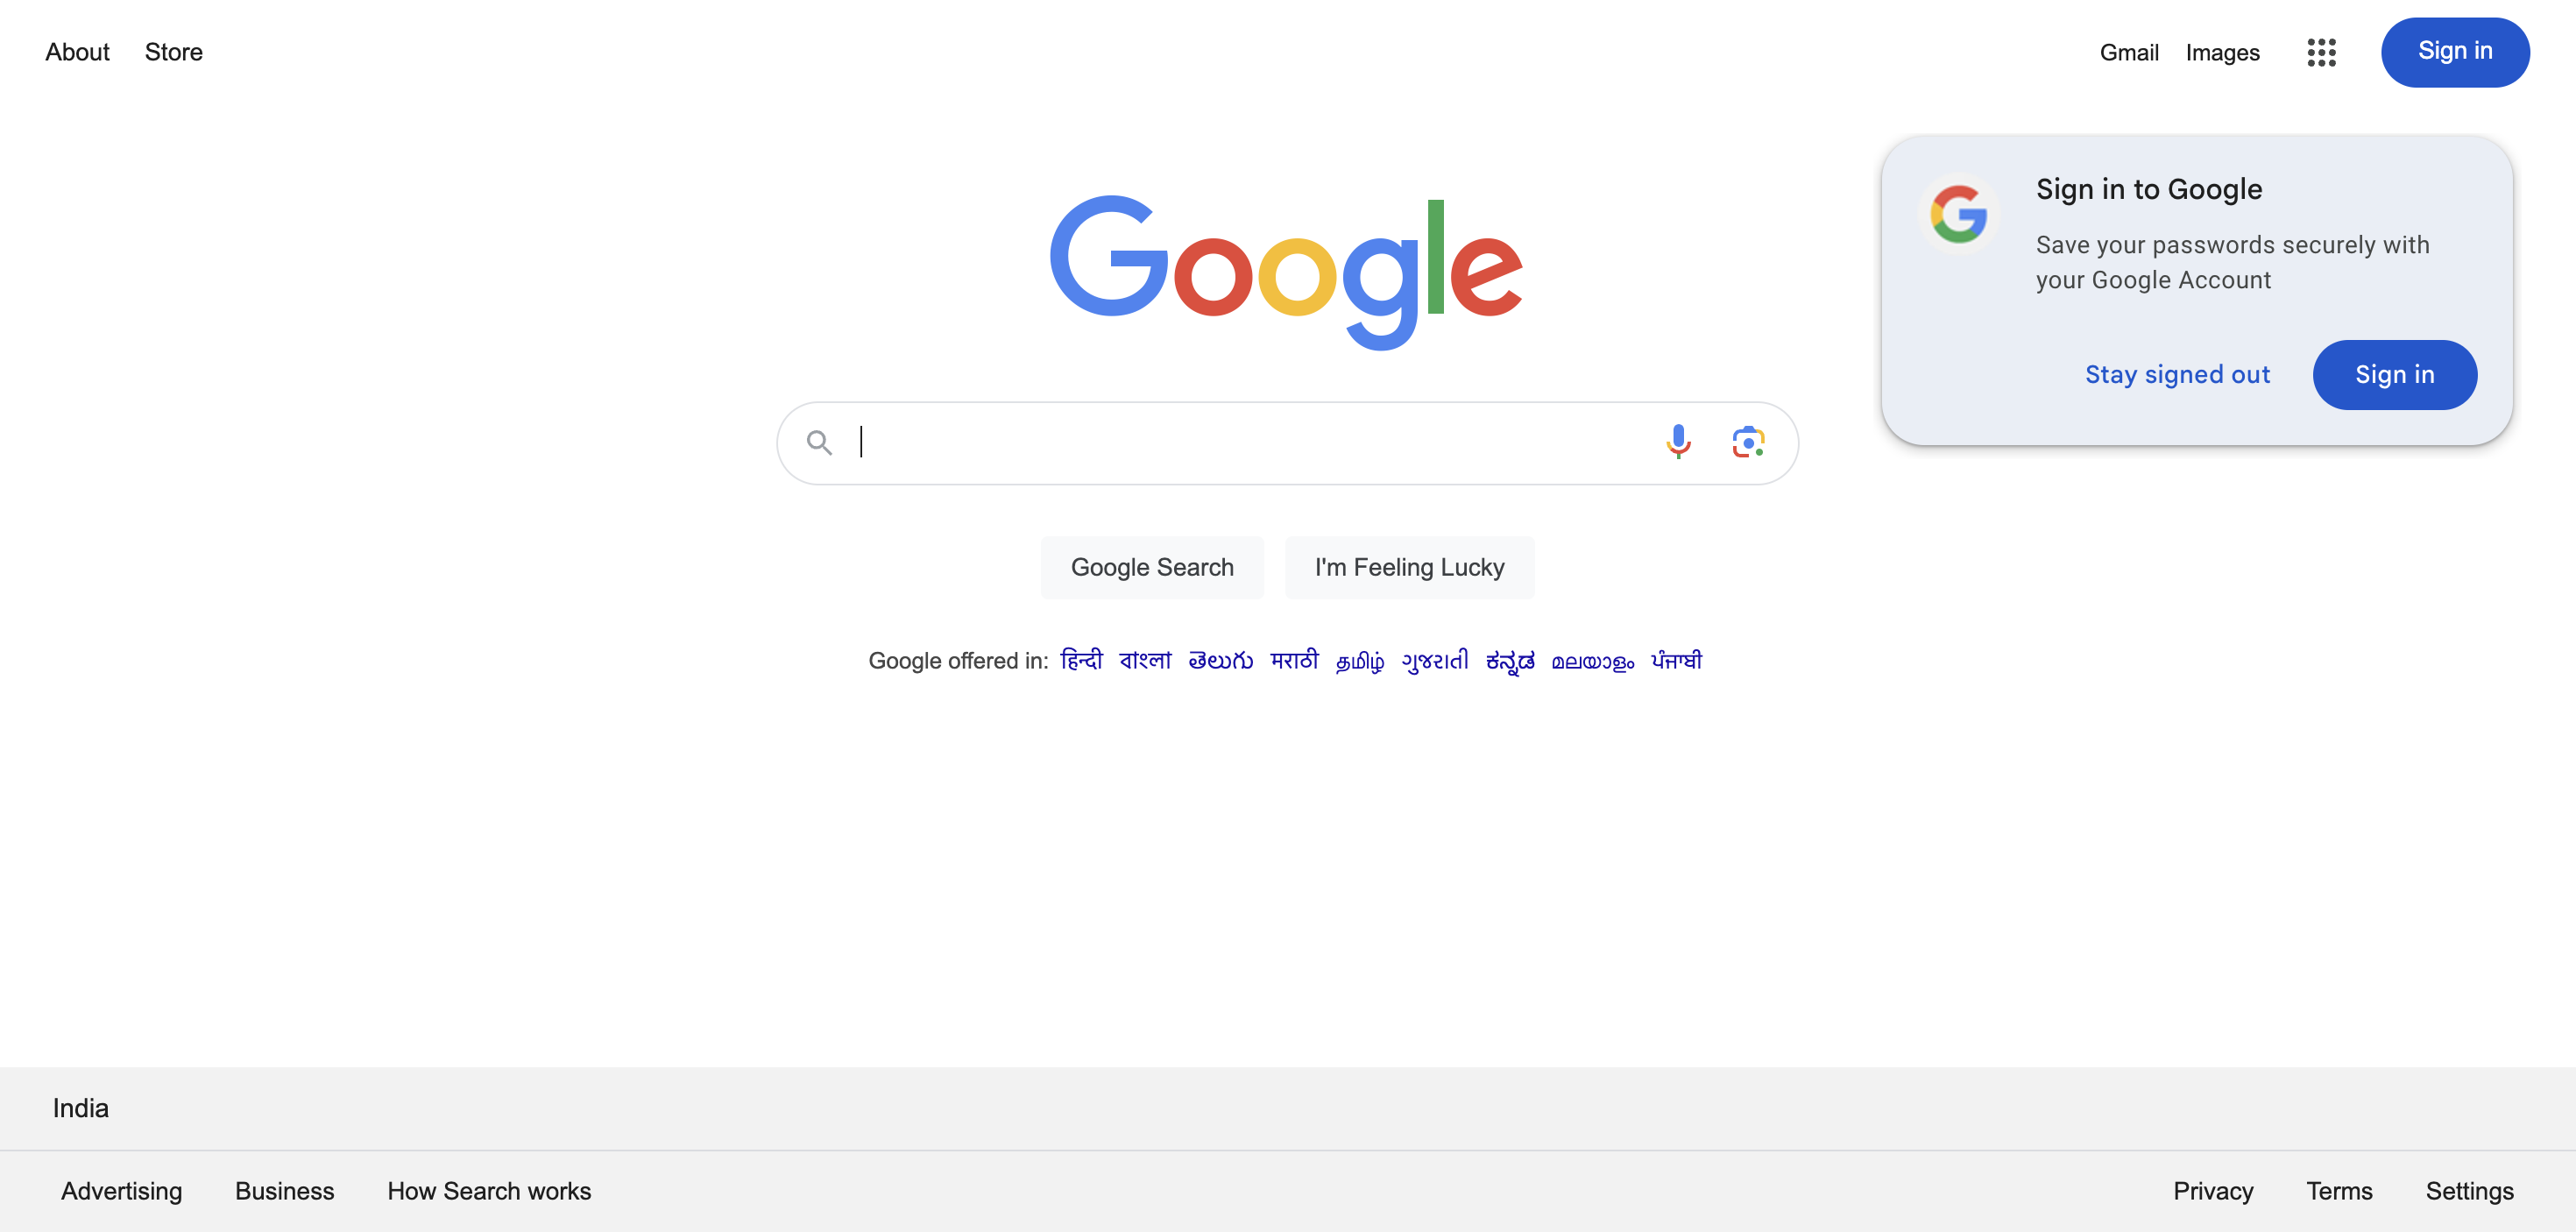 About Store
Gmail Images Sign in
Sign in to Google
Save your passwords securely with
your Google Account
Stay signed out Sign in
Google
Google Search I'm Feeling Lucky
Google offered in: हिन्दी বাংলা తెలుగు मराठी தமிழ் ગુજરાતી ಕನ್ನಡ മലയാളം ਪੰਜਾਬੀ
India
Advertising Business How Search works
Privacy Terms Settings